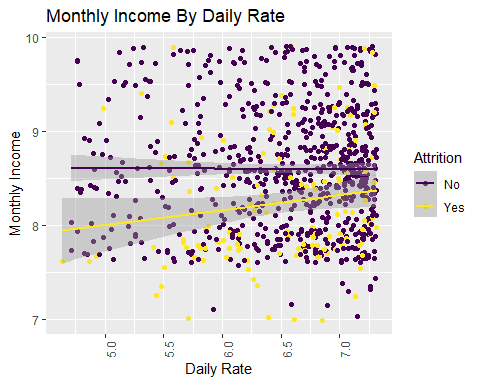 Monthly Income By Daily Rate
Monthly Income
10
9
8
7
5.0
5.5
6.0
6.5
7.0
Daily Rate
Attrition
No
Yes